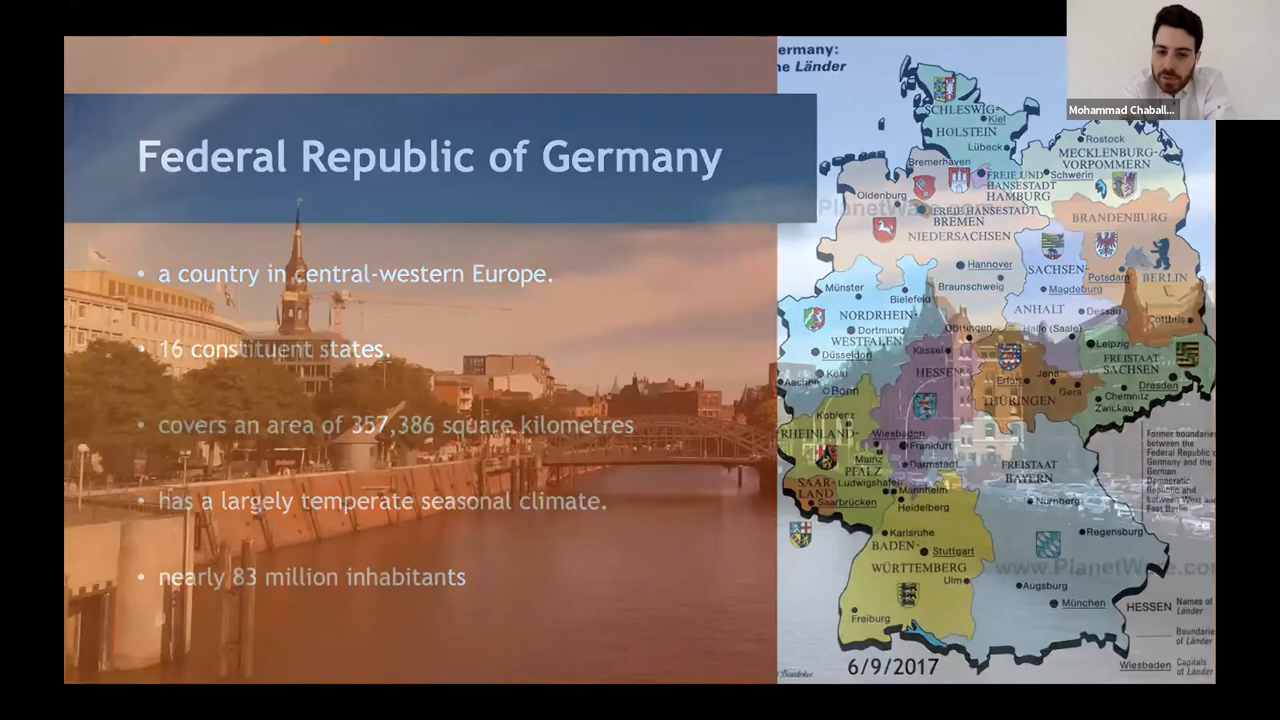 Federal Republic of Germany
• a country in central-western Europe.
• 16 constituent states.
• covers an area of 357,386 square kilometres
• has a largely temperate seasonal climate.
• nearly 83 million inhabitants
Mohammad Chaball...
ermany:
Länder
SCHLESWIG-
Kiel
HOLSTEIN
Lübeck
Rostock
MECKLENBURG-
VORPOMMERN
Bremerhaven
FREIE UND
Schwerin
HANSESTADT
HAMBURG
Oldenburg
FREIE HANSESTADT
BREMEN
BRANDENBURG
NIEDERSACHSEN
Hannover
SACHSEN-
Potsdam
BERLIN
Münster
Braunschweig
Magdeburg
Bielefeld
NORDRHEIN-
ANHALT
Dessau
Cottbus
Dortmund
Göttingen
Halle (Saale)
WESTFALEN
Düsseldorf
Kassel
Leipzig
FREISTAAT
SACHSEN
Köln
HESSEN
Aachen
Bonn
Jena
Gera
Dresden
THÜRINGEN
Chemnitz
Zwickau
Koblenz
RHEINLAND-
Wiesbaden
Frankfurt
Former boundaries
between the
Federal Republic
Germany and the
German
Democratic
Republic and
between West and
East Berlin
Mainz
Darmstadt
PFALZ
FREISTAAT
BAYERN
SAAR-
LAND
Ludwigshafen
Mannheim
Saarbrücken
Heidelberg
Nürnberg
Karlsruhe
Regensburg
BADEN-
Stuttgart
WÜRTTEMBERG
www.PlanetWare.com
Ulm
Augsburg
München
Freiburg
HESSEN
Names of
Länder
Boundaries
of Länder
Wiesbaden
Capitals
of Länder
6/9/2017
Baedeker